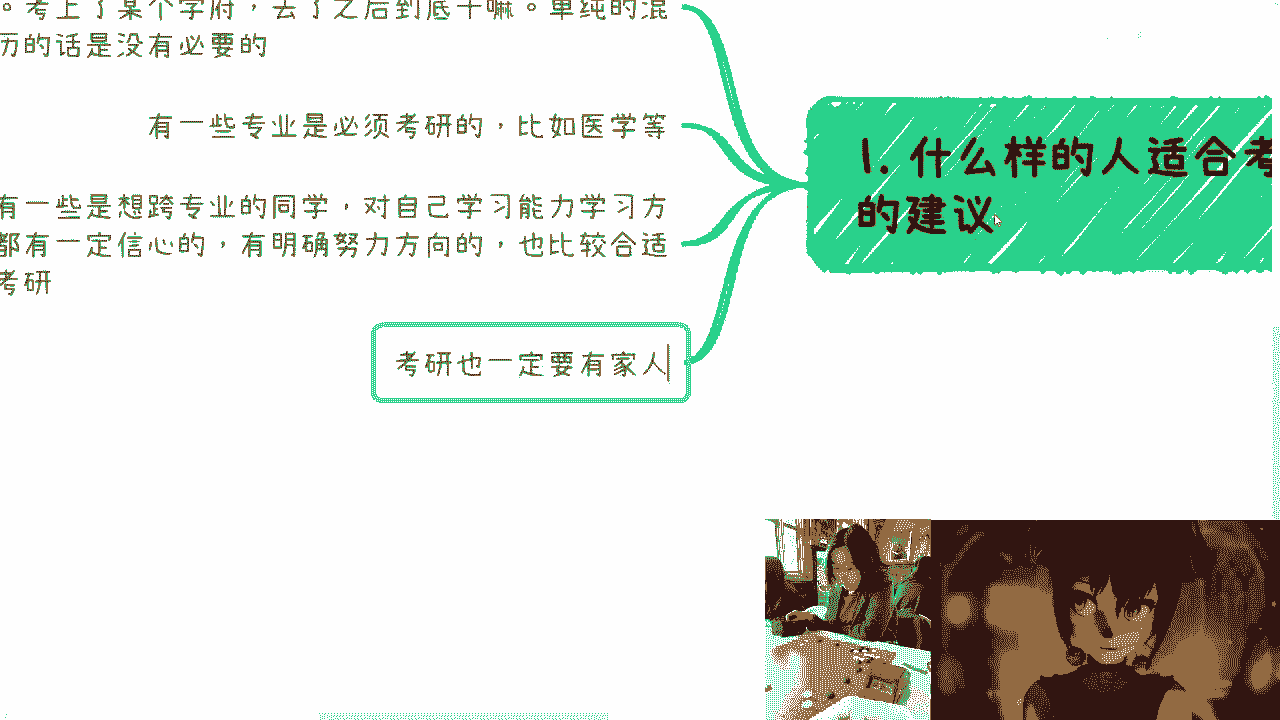 。考上了某个学府，去了之后到底干嘛。单纯的混
历的话是没有必要的
有一些专业是必须考研的，比如医学等
有一些是想跨专业的同学，对自己学习能力学习方
都有一定信心的，有明确努力方向的，也比较合适
考研
考研也一定要有家人
1. 什么样的人适合考
的建议